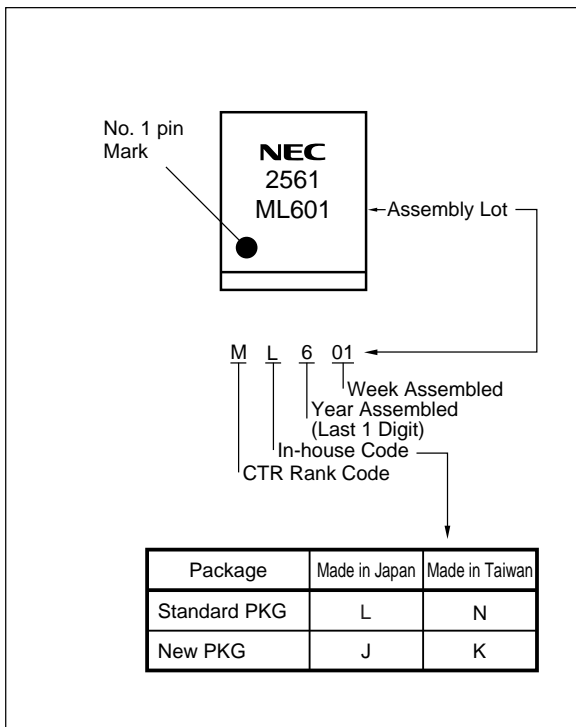 No. 1 pin
Mark
NEC
2561
ML601
Assembly Lot
M L 6 01
Week Assembled
Year Assembled
(Last 1 Digit)
In-house Code
CTR Rank Code
Package Made in Japan Made in Taiwan
Standard PKG L N
New PKG J K